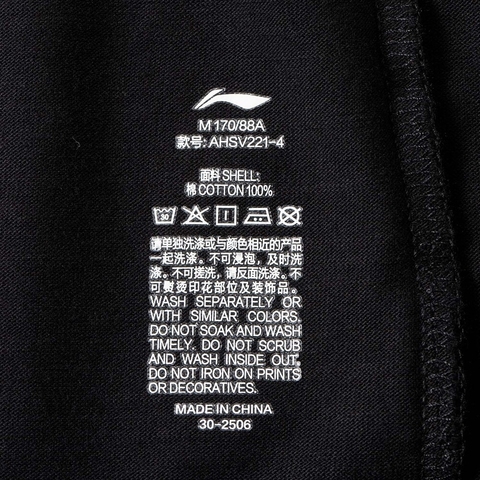 M 170/88A
款号: AHSV221-4
面料 SHELL:
棉 COTTON 100%
30
请单独洗涤或与颜色相近的产品
一起洗涤。不可浸泡，及时洗
涤。不可搓洗，请反面洗涤。不
可熨烫印花部位及装饰品。
WASH SEPARATELY OR
WITH SIMILAR COLORS.
DO NOT SOAK AND WASH
TIMELY. DO NOT SCRUB
AND WASH INSIDE OUT.
DO NOT IRON ON PRINTS
OR DECORATIVES.
MADE IN CHINA
30-2506